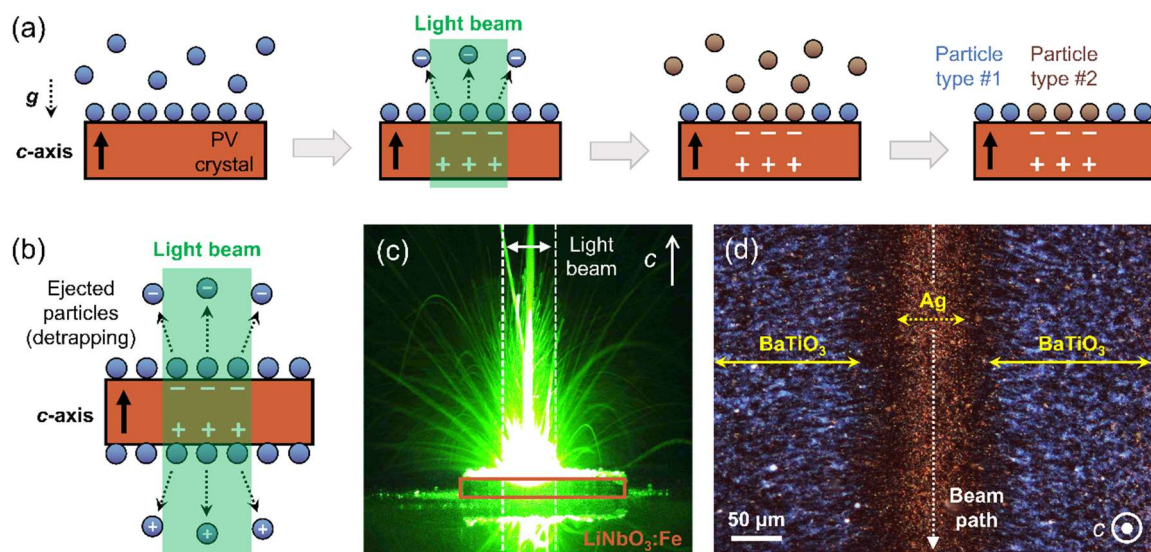 (a)
g
c-axis
PV
crystal
Light beam
− − −
− − −
+ + +
− − −
+ + +
Particle
type #1
Particle
type #2
− − −
+ + +
(b)
Light beam
Ejected
particles
(detrapping)
− − −
c-axis
− − −
+ + +
+ + +
(c)
Light
beam
c
LiNbO₃:Fe
(d)
Ag
BaTiO₃
BaTiO₃
Beam
path
50 µm
c